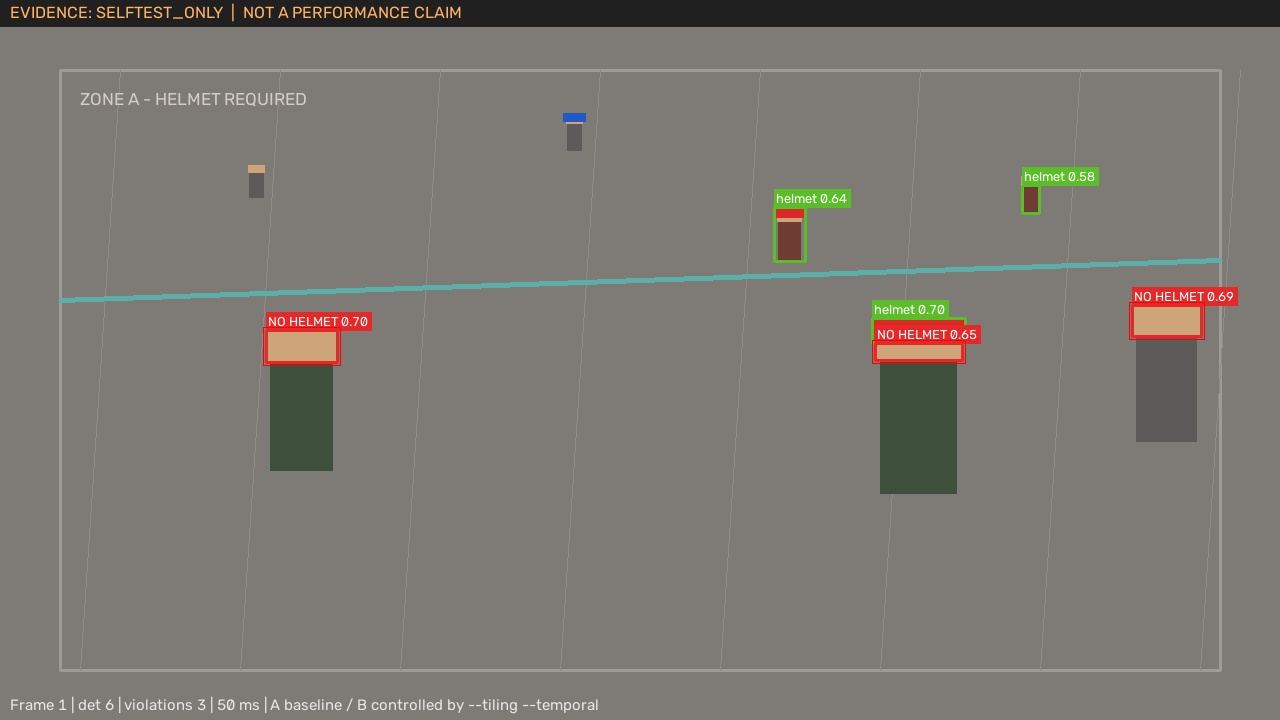 EVIDENCE: SELFTEST_ONLY | NOT A PERFORMANCE CLAIM
ZONE A - HELMET REQUIRED
helmet 0.58
helmet 0.64
NO HELMET 0.69
helmet 0.70
NO HELMET 0.70
NO HELMET 0.65
Frame 1 | det 6 | violations 3 | 50 ms | A baseline / B controlled by --tiling --temporal